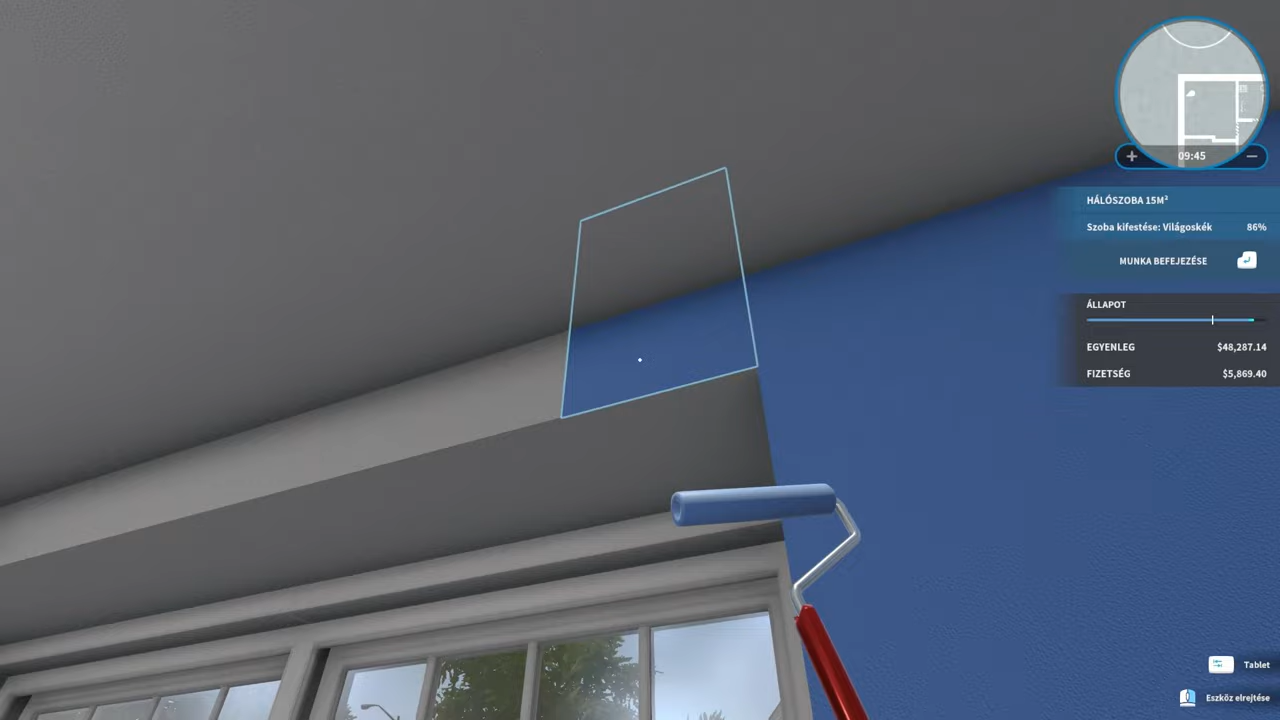 + 09:45 −
HÁLÓSZOBA 15M²
Szoba kifestése: Világoskék 86%
MUNKA BEFEJEZÉSE
ÁLLAPOT
EGYENLEG $48,287.14
FIZETSÉG $5,869.40
Tablet
Eszköz elrejtése